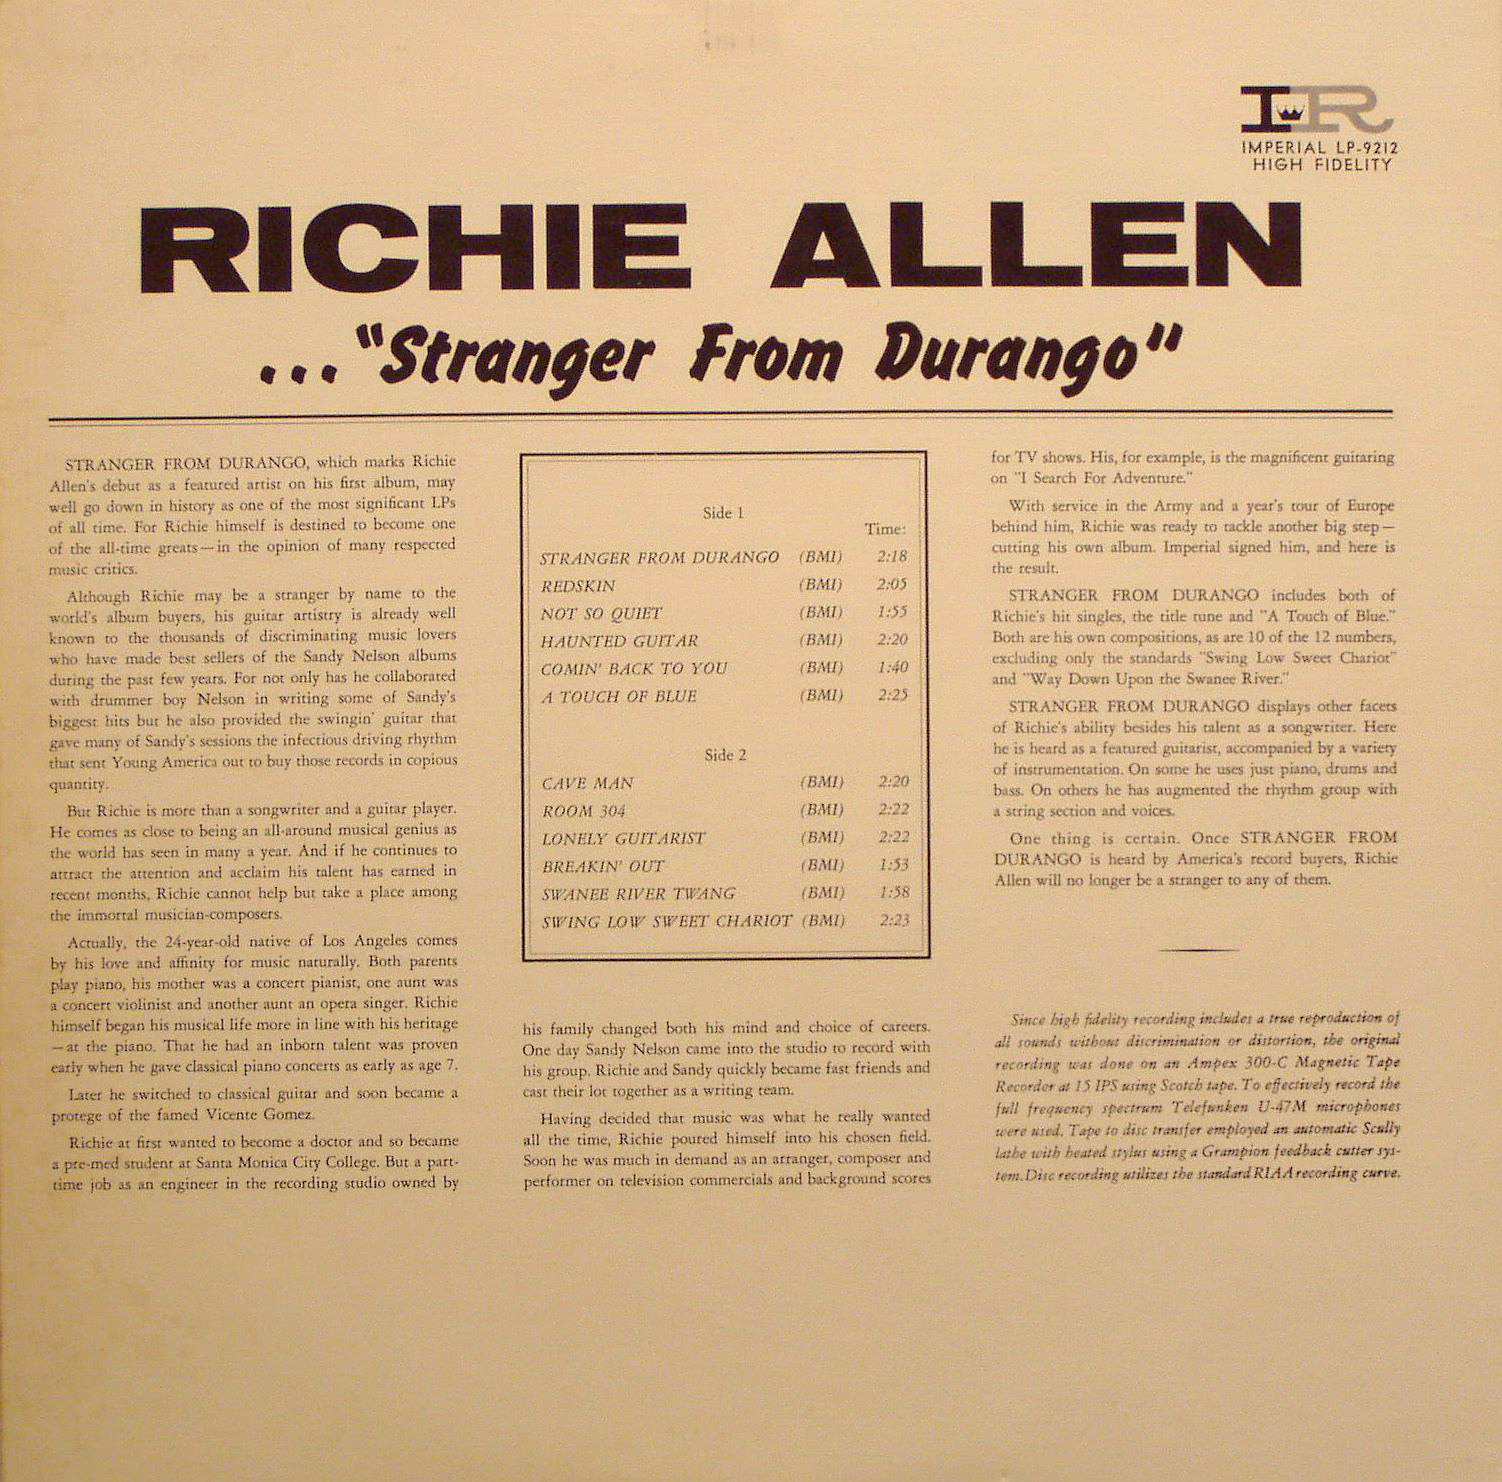 IR
IMPERIAL LP-9212
HIGH FIDELITY
RICHIE ALLEN
..."Stranger From Durango"
STRANGER FROM DURANGO, which marks Richie
Allen's debut as a featured artist on his first album, may
well go down in history as one of the most significant LPs
of all time. For Richie himself is destined to become one
of the all-time greats—in the opinion of many respected
music critics.
Although Richie may be a stranger by name to the
world's album buyers, his guitar artistry is already well
known to the thousands of discriminating music lovers
who have made best sellers of the Sandy Nelson albums
during the past few years. For not only has he collaborated
with drummer boy Nelson in writing some of Sandy's
biggest hits but he also provided the swingin' guitar that
gave many of Sandy's sessions the infectious driving rhythm
that sent Young America out to buy those records in copious
quantity.
But Richie is more than a songwriter and a guitar player.
He comes as close to being an all-around musical genius as
the world has seen in many a year. And if he continues to
attract the attention and acclaim his talent has earned in
recent months, Richie cannot help but take a place among
the immortal musician-composers.
Actually, the 24-year-old native of Los Angeles comes
by his love and affinity for music naturally. Both parents
play piano, his mother was a concert pianist, one aunt was
a concert violinist and another aunt an opera singer. Richie
himself began his musical life more in line with his heritage
—at the piano. That he had an inborn talent was proven
early when he gave classical piano concerts as early as age 7.
Later he switched to classical guitar and soon became a
protege of the famed Vicente Gomez.
Richie at first wanted to become a doctor and so became
a pre-med student at Santa Monica City College. But a part-
time job as an engineer in the recording studio owned by
Side 1
Time:
STRANGER FROM DURANGO (BMI) 2:18
REDSKIN (BMI) 2:05
NOT SO QUIET (BMI) 1:55
HAUNTED GUITAR (BMI) 2:20
COMIN' BACK TO YOU (BMI) 1:40
A TOUCH OF BLUE (BMI) 2:25
Side 2
CAVE MAN (BMI) 2:20
ROOM 304 (BMI) 2:22
LONELY GUITARIST (BMI) 2:22
BREAKIN' OUT (BMI) 1:53
SWANEE RIVER TWANG (BMI) 1:58
SWING LOW SWEET CHARIOT (BMI) 2:23
his family changed both his mind and choice of careers.
One day Sandy Nelson came into the studio to record with
his group. Richie and Sandy quickly became fast friends and
cast their lot together as a writing team.
Having decided that music was what he really wanted
all the time, Richie poured himself into his chosen field.
Soon he was much in demand as an arranger, composer and
performer on television commercials and background scores
for TV shows. His, for example, is the magnificent guitaring
on "I Search For Adventure."
With service in the Army and a year's tour of Europe
behind him, Richie was ready to tackle another big step—
cutting his own album. Imperial signed him, and here is
the result.
STRANGER FROM DURANGO includes both of
Richie's hit singles, the title tune and "A Touch of Blue."
Both are his own compositions, as are 10 of the 12 numbers,
excluding only the standards "Swing Low Sweet Chariot"
and "Way Down Upon the Swanee River."
STRANGER FROM DURANGO displays other facets
of Richie's ability besides his talent as a songwriter. Here
he is heard as a featured guitarist, accompanied by a variety
of instrumentation. On some he uses just piano, drums and
bass. On others he has augmented the rhythm group with
a string section and voices.
One thing is certain. Once STRANGER FROM
DURANGO is heard by America's record buyers, Richie
Allen will no longer be a stranger to any of them.
Since high fidelity recording includes a true reproduction of
all sounds without discrimination or distortion, the original
recording was done on an Ampex 300-C Magnetic Tape
Recorder at 15 IPS using Scotch tape. To effectively record the
full frequency spectrum Telefunken U-47M microphones
were used. Tape to disc transfer employed an automatic Scully
lathe with heated stylus using a Grampion feedback cutter sys-
tem. Disc recording utilizes the standard RIAA recording curve.